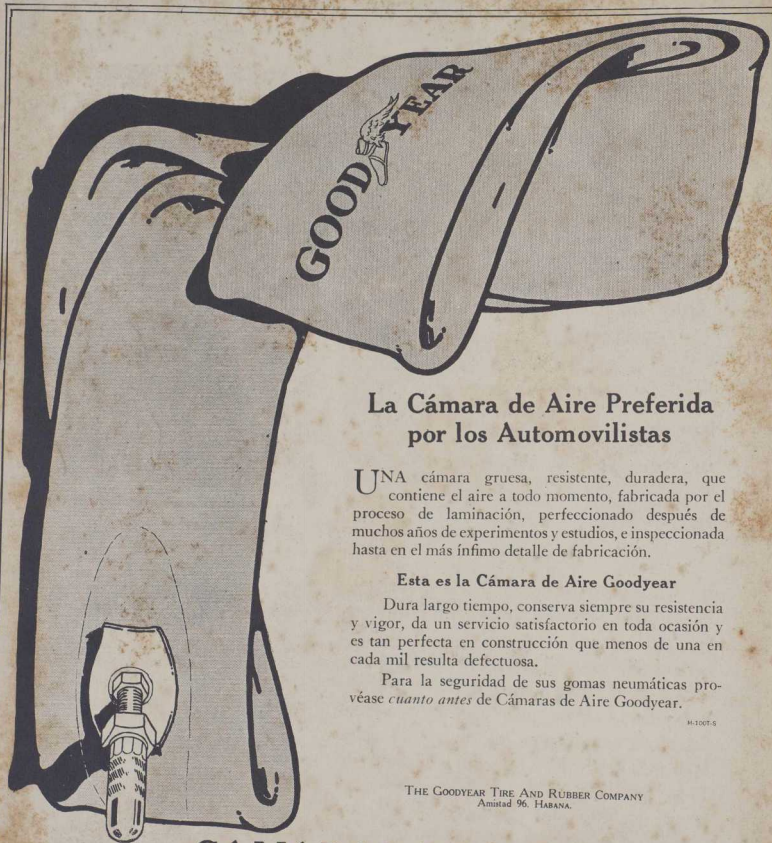 GOOD YEAR
La Cámara de Aire Preferida
por los Automovilistas
UNA cámara gruesa, resistente, duradera, que
contiene el aire a todo momento, fabricada por el
proceso de laminación, perfeccionado después de
muchos años de experimentos y estudios, e inspeccionada
hasta en el más ínfimo detalle de fabricación.
Esta es la Cámara de Aire Goodyear
Dura largo tiempo, conserva siempre su resistencia
y vigor, da un servicio satisfactorio en toda ocasión y
es tan perfecta en construcción que menos de una en
cada mil resulta defectuosa.
Para la seguridad de sus gomas neumáticas pro-
véase cuanto antes de Cámaras de Aire Goodyear.
M-1007-S
THE GOODYEAR TIRE AND RUBBER COMPANY
Amistad 96. HABANA.